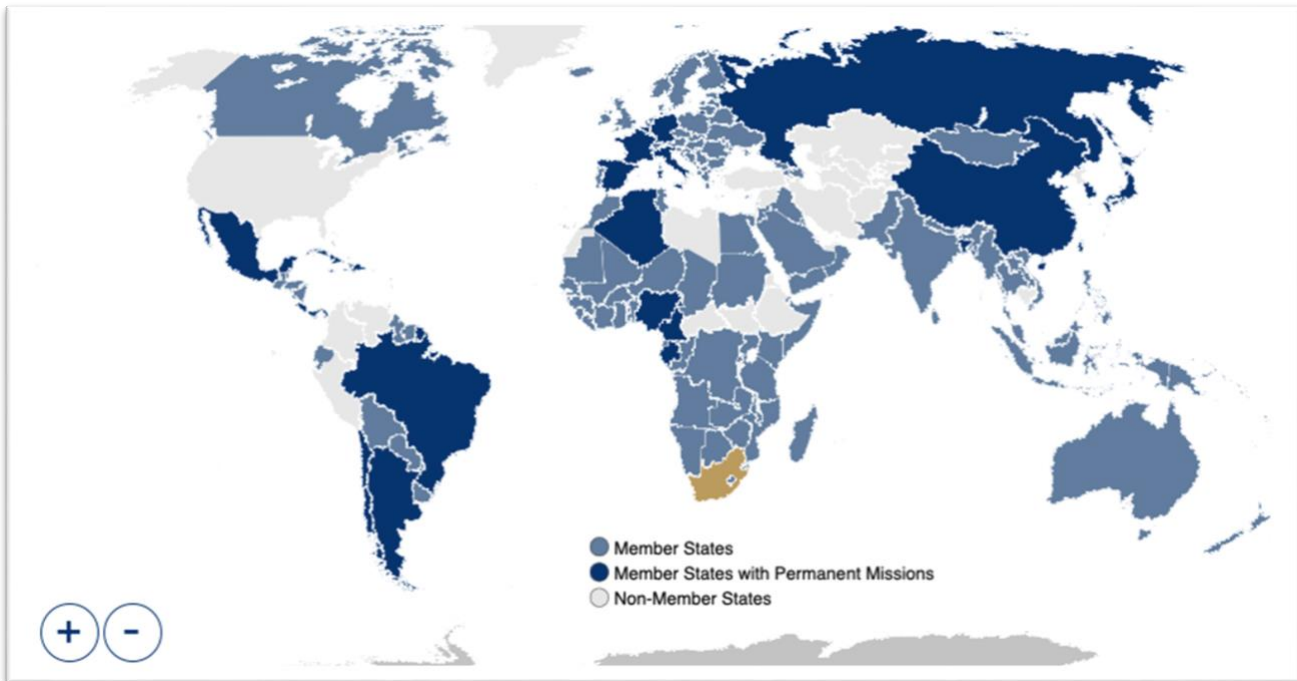 Member States
Member States with Permanent Missions
Non-Member States
+ -